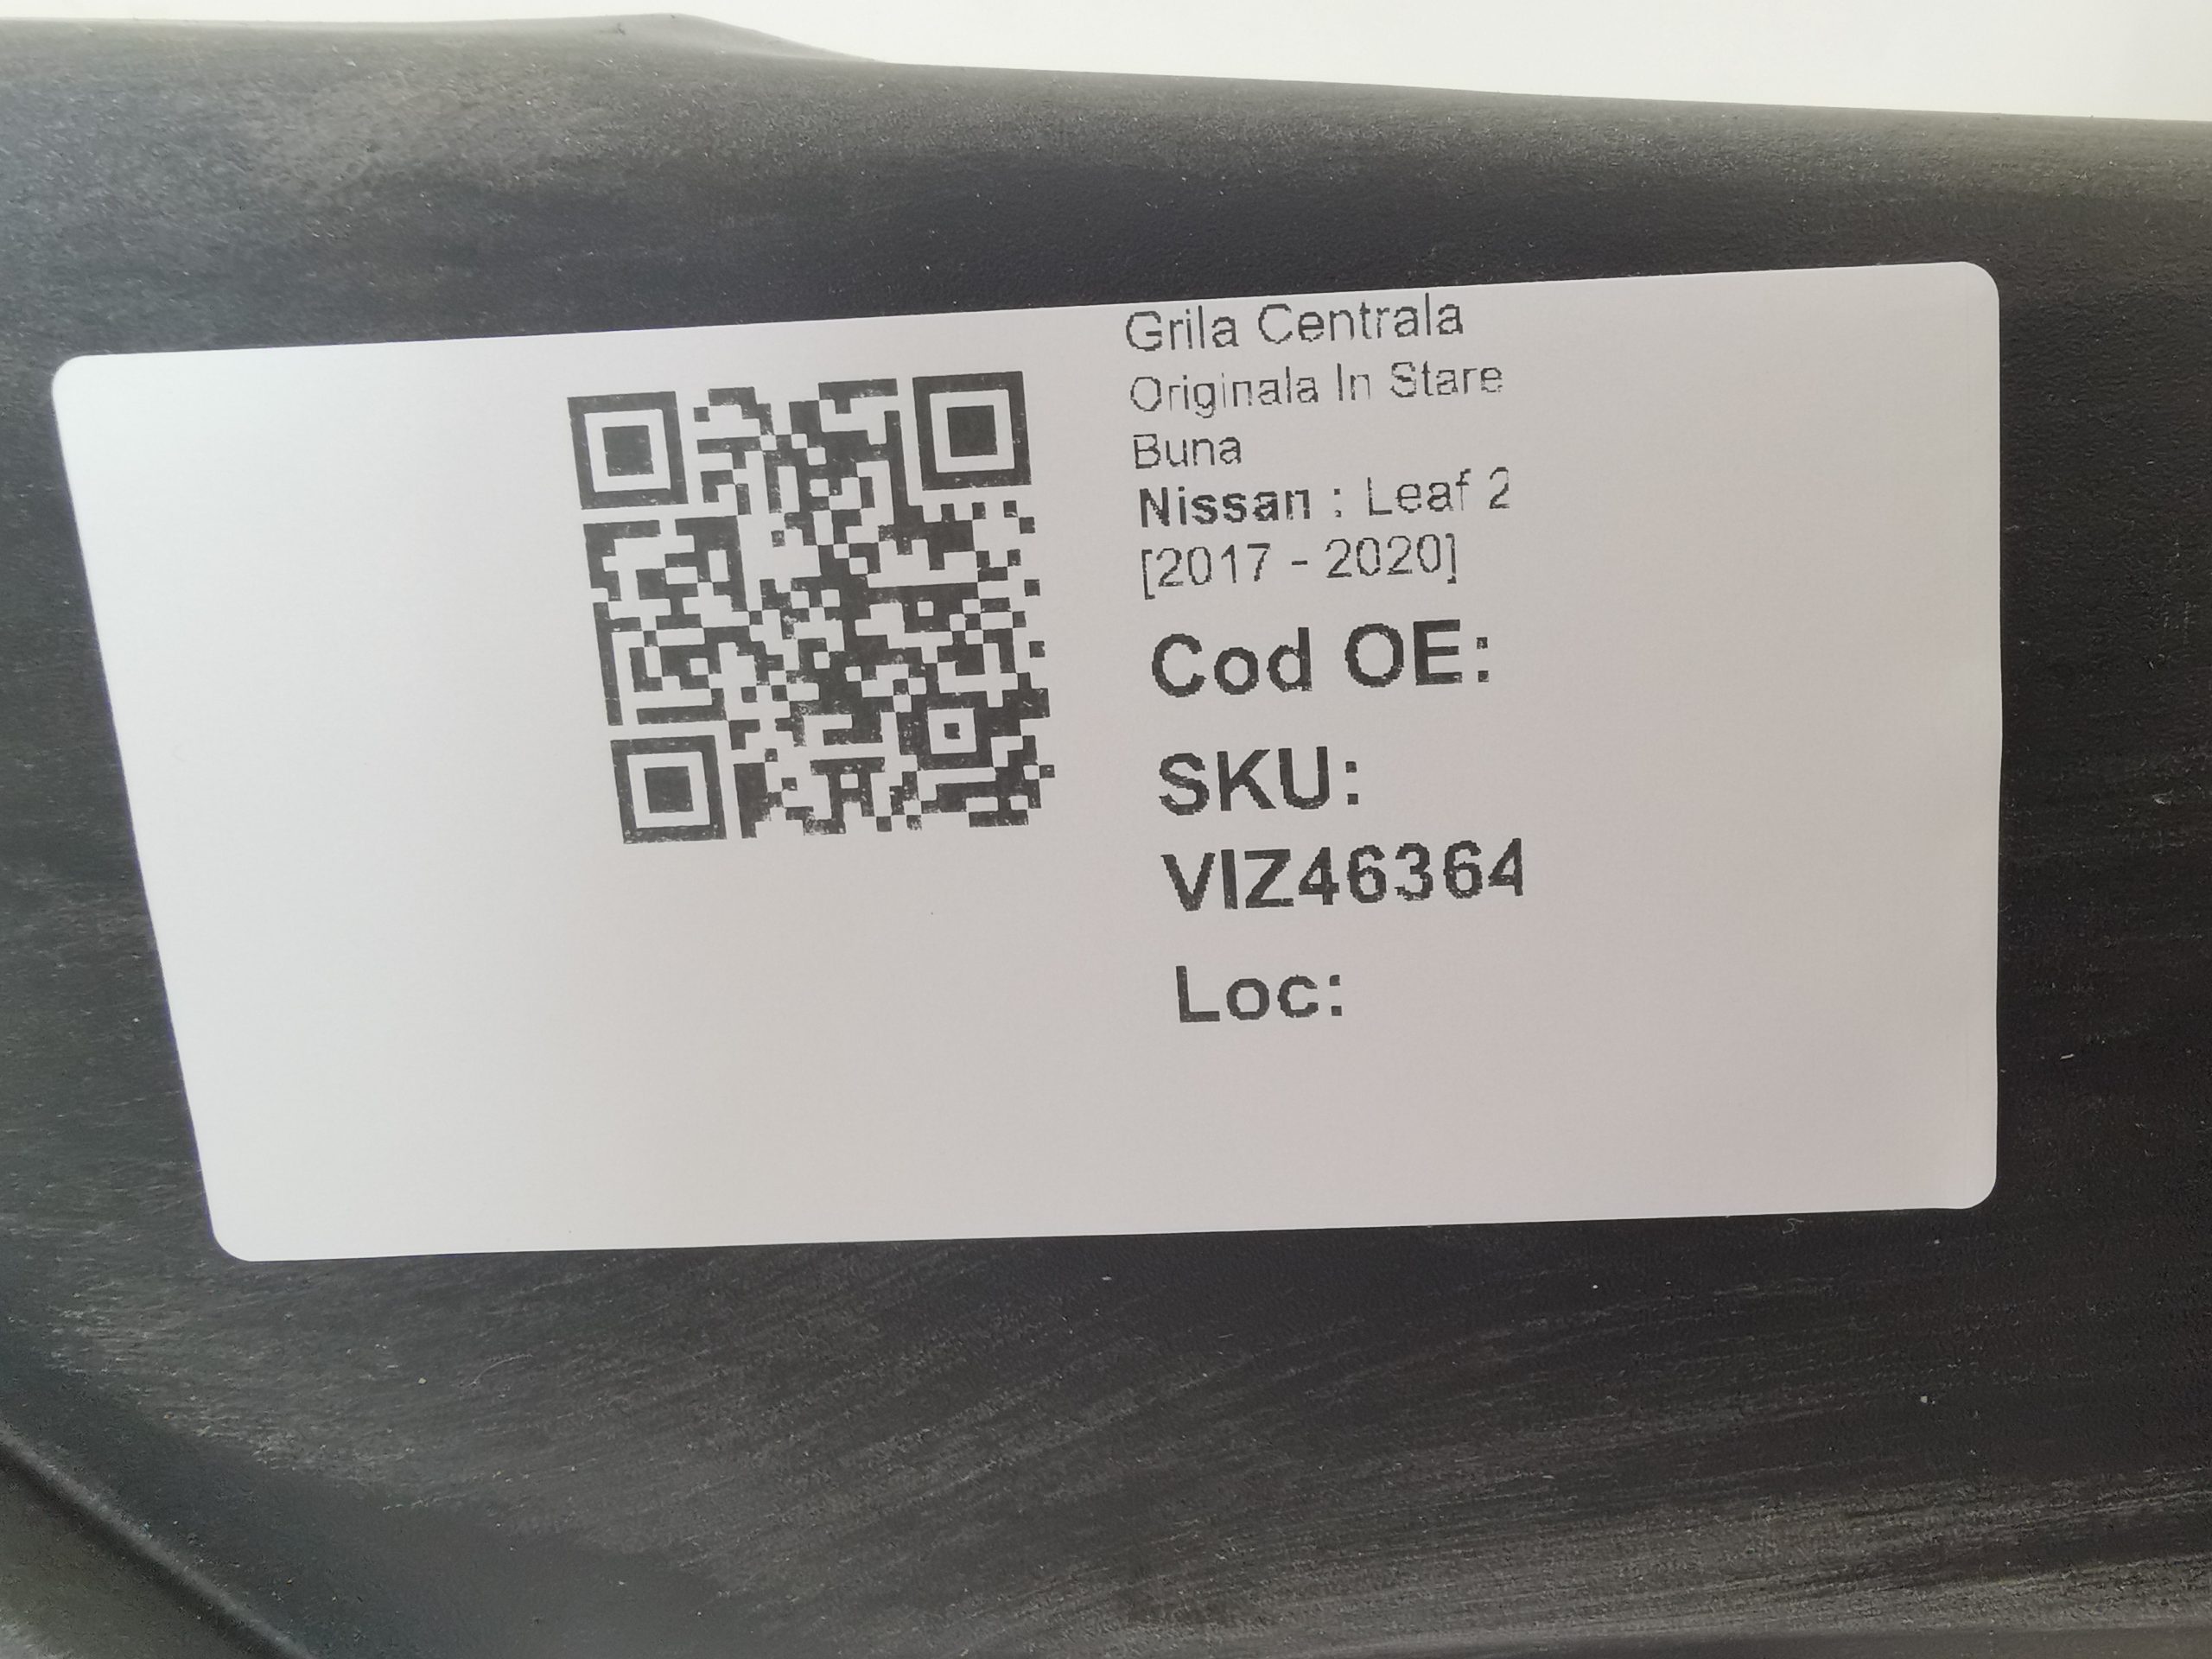 Grila Centrala
Originala In Stare
Buna
Nissan : Leaf 2
[2017 - 2020]
Cod OE:
SKU:
VIZ46364
Loc: